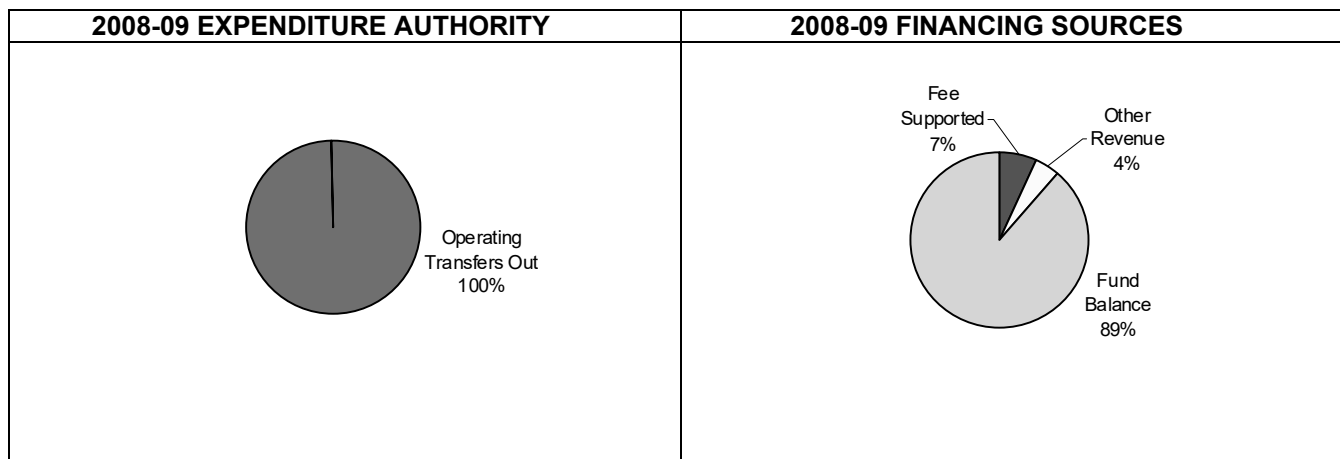 2008-09 EXPENDITURE AUTHORITY
2008-09 FINANCING SOURCES
Operating
Transfers Out
100%
Fee
Supported
7%
Other
Revenue
4%
Fund
Balance
89%